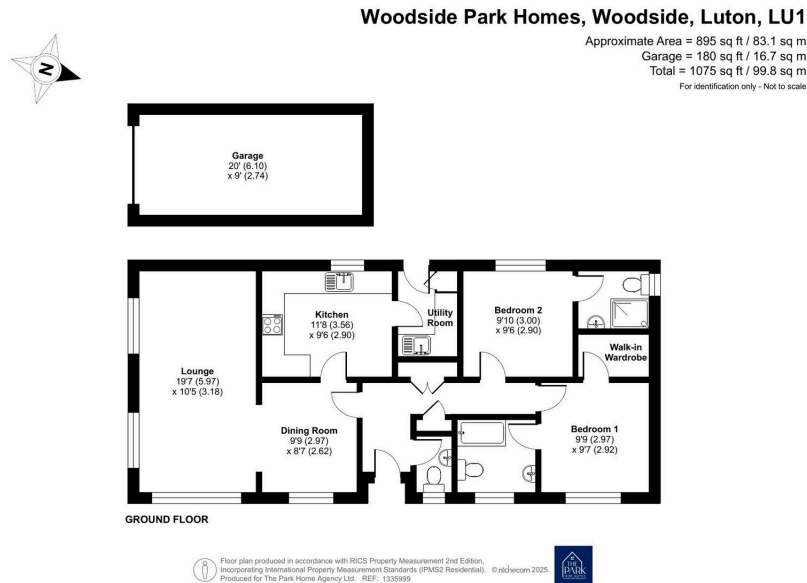 Woodside Park Homes, Woodside, Luton, LU1
Approximate Area = 895 sq ft / 83.1 sq m
Garage = 180 sq ft / 16.7 sq m
Total = 1075 sq ft / 99.8 sq m
For identification only - Not to scale
N
Garage
20' (6.10)
x 9' (2.74)
Kitchen
11'8 (3.56)
x 9'6 (2.90)
Utility
Room
Bedroom 2
9'10 (3.00)
x 9'6 (2.90)
Walk-in
Wardrobe
Lounge
19'7 (5.97)
x 10'5 (3.18)
Dining Room
9'9 (2.97)
x 8'7 (2.62)
Bedroom 1
9'9 (2.97)
x 9'7 (2.92)
GROUND FLOOR
Floor plan produced in accordance with RICS Property Measurement 2nd Edition,
Incorporating International Property Measurement Standards (IPMS2 Residential). © nichecom 2025.
Produced for The Park Home Agency Ltd. REF: 1335999
THE
PARK
HOME AGENCY